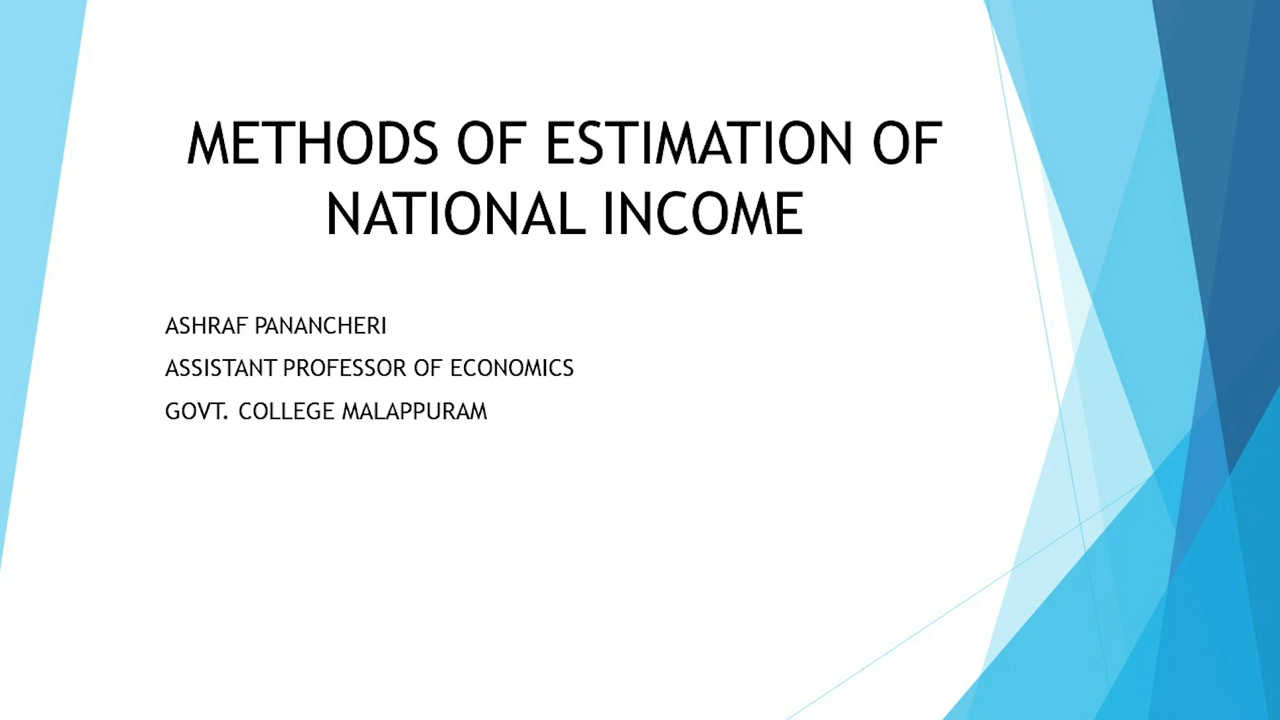 METHODS OF ESTIMATION OF
NATIONAL INCOME
ASHRAF PANANCHERI
ASSISTANT PROFESSOR OF ECONOMICS
GOVT. COLLEGE MALAPPURAM